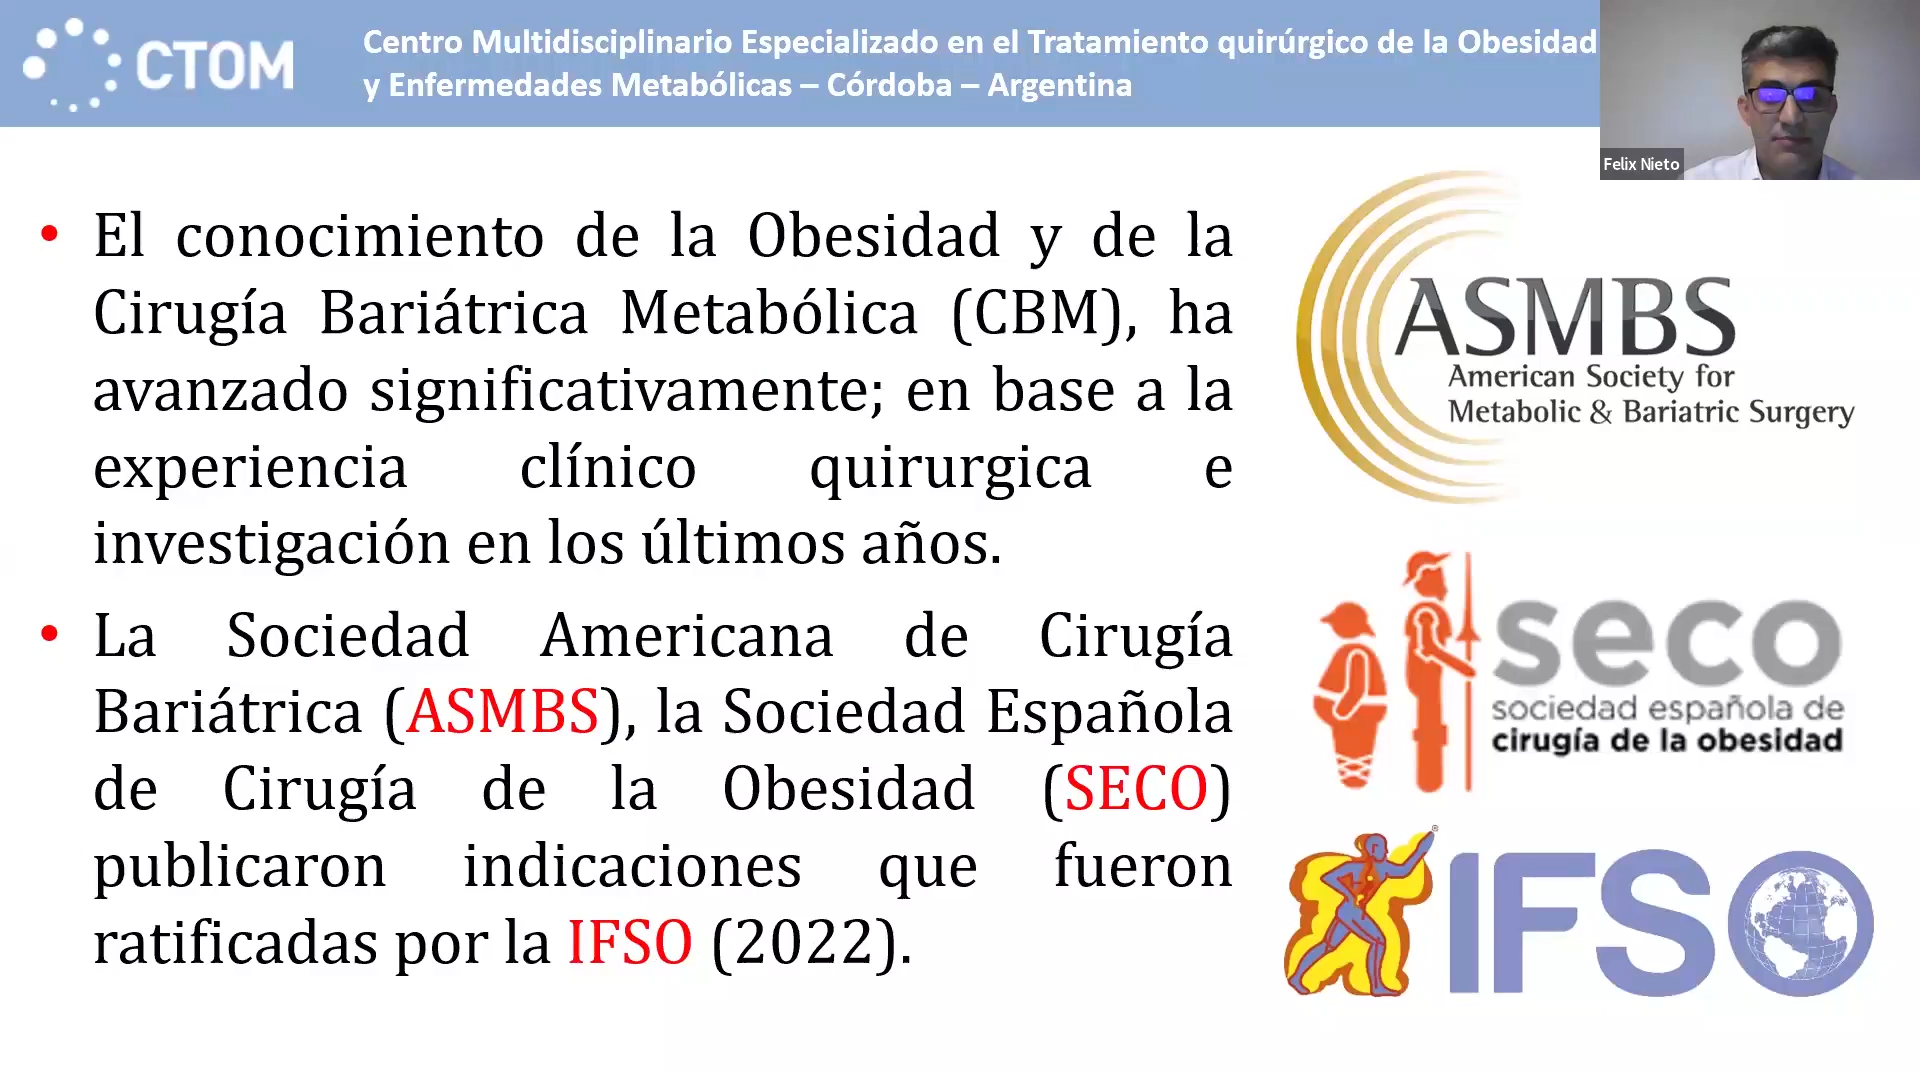 CTOM
Centro Multidisciplinario Especializado en el Tratamiento quirúrgico de la Obesidad
y Enfermedades Metabólicas – Córdoba – Argentina
Felix Nieto
• El conocimiento de la Obesidad y de la
Cirugía Bariátrica Metabólica (CBM), ha
avanzado significativamente; en base a la
experiencia clínico quirurgica e
investigación en los últimos años.
• La Sociedad Americana de Cirugía
Bariátrica (ASMBS), la Sociedad Española
de Cirugía de la Obesidad (SECO)
publicaron indicaciones que fueron
ratificadas por la IFSO (2022).
ASMBS
American Society for
Metabolic & Bariatric Surgery
seco
sociedad española de
cirugía de la obesidad
®
IFSO